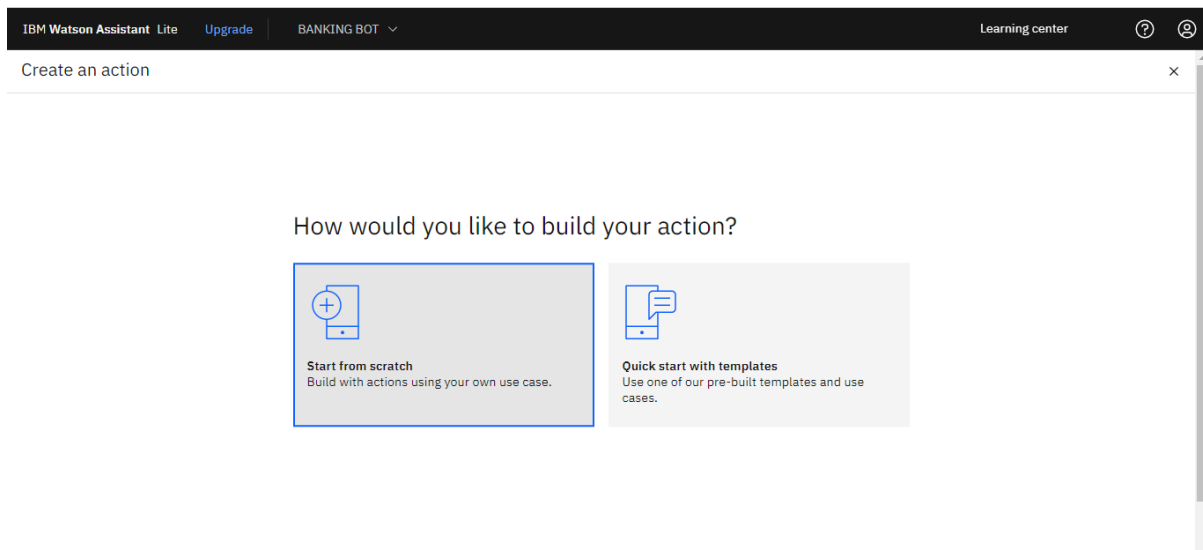 IBM Watson Assistant Lite Upgrade BANKING BOT Learning center
Create an action
How would you like to build your action?
Start from scratch
Build with actions using your own use case.
Quick start with templates
Use one of our pre-built templates and use
cases.